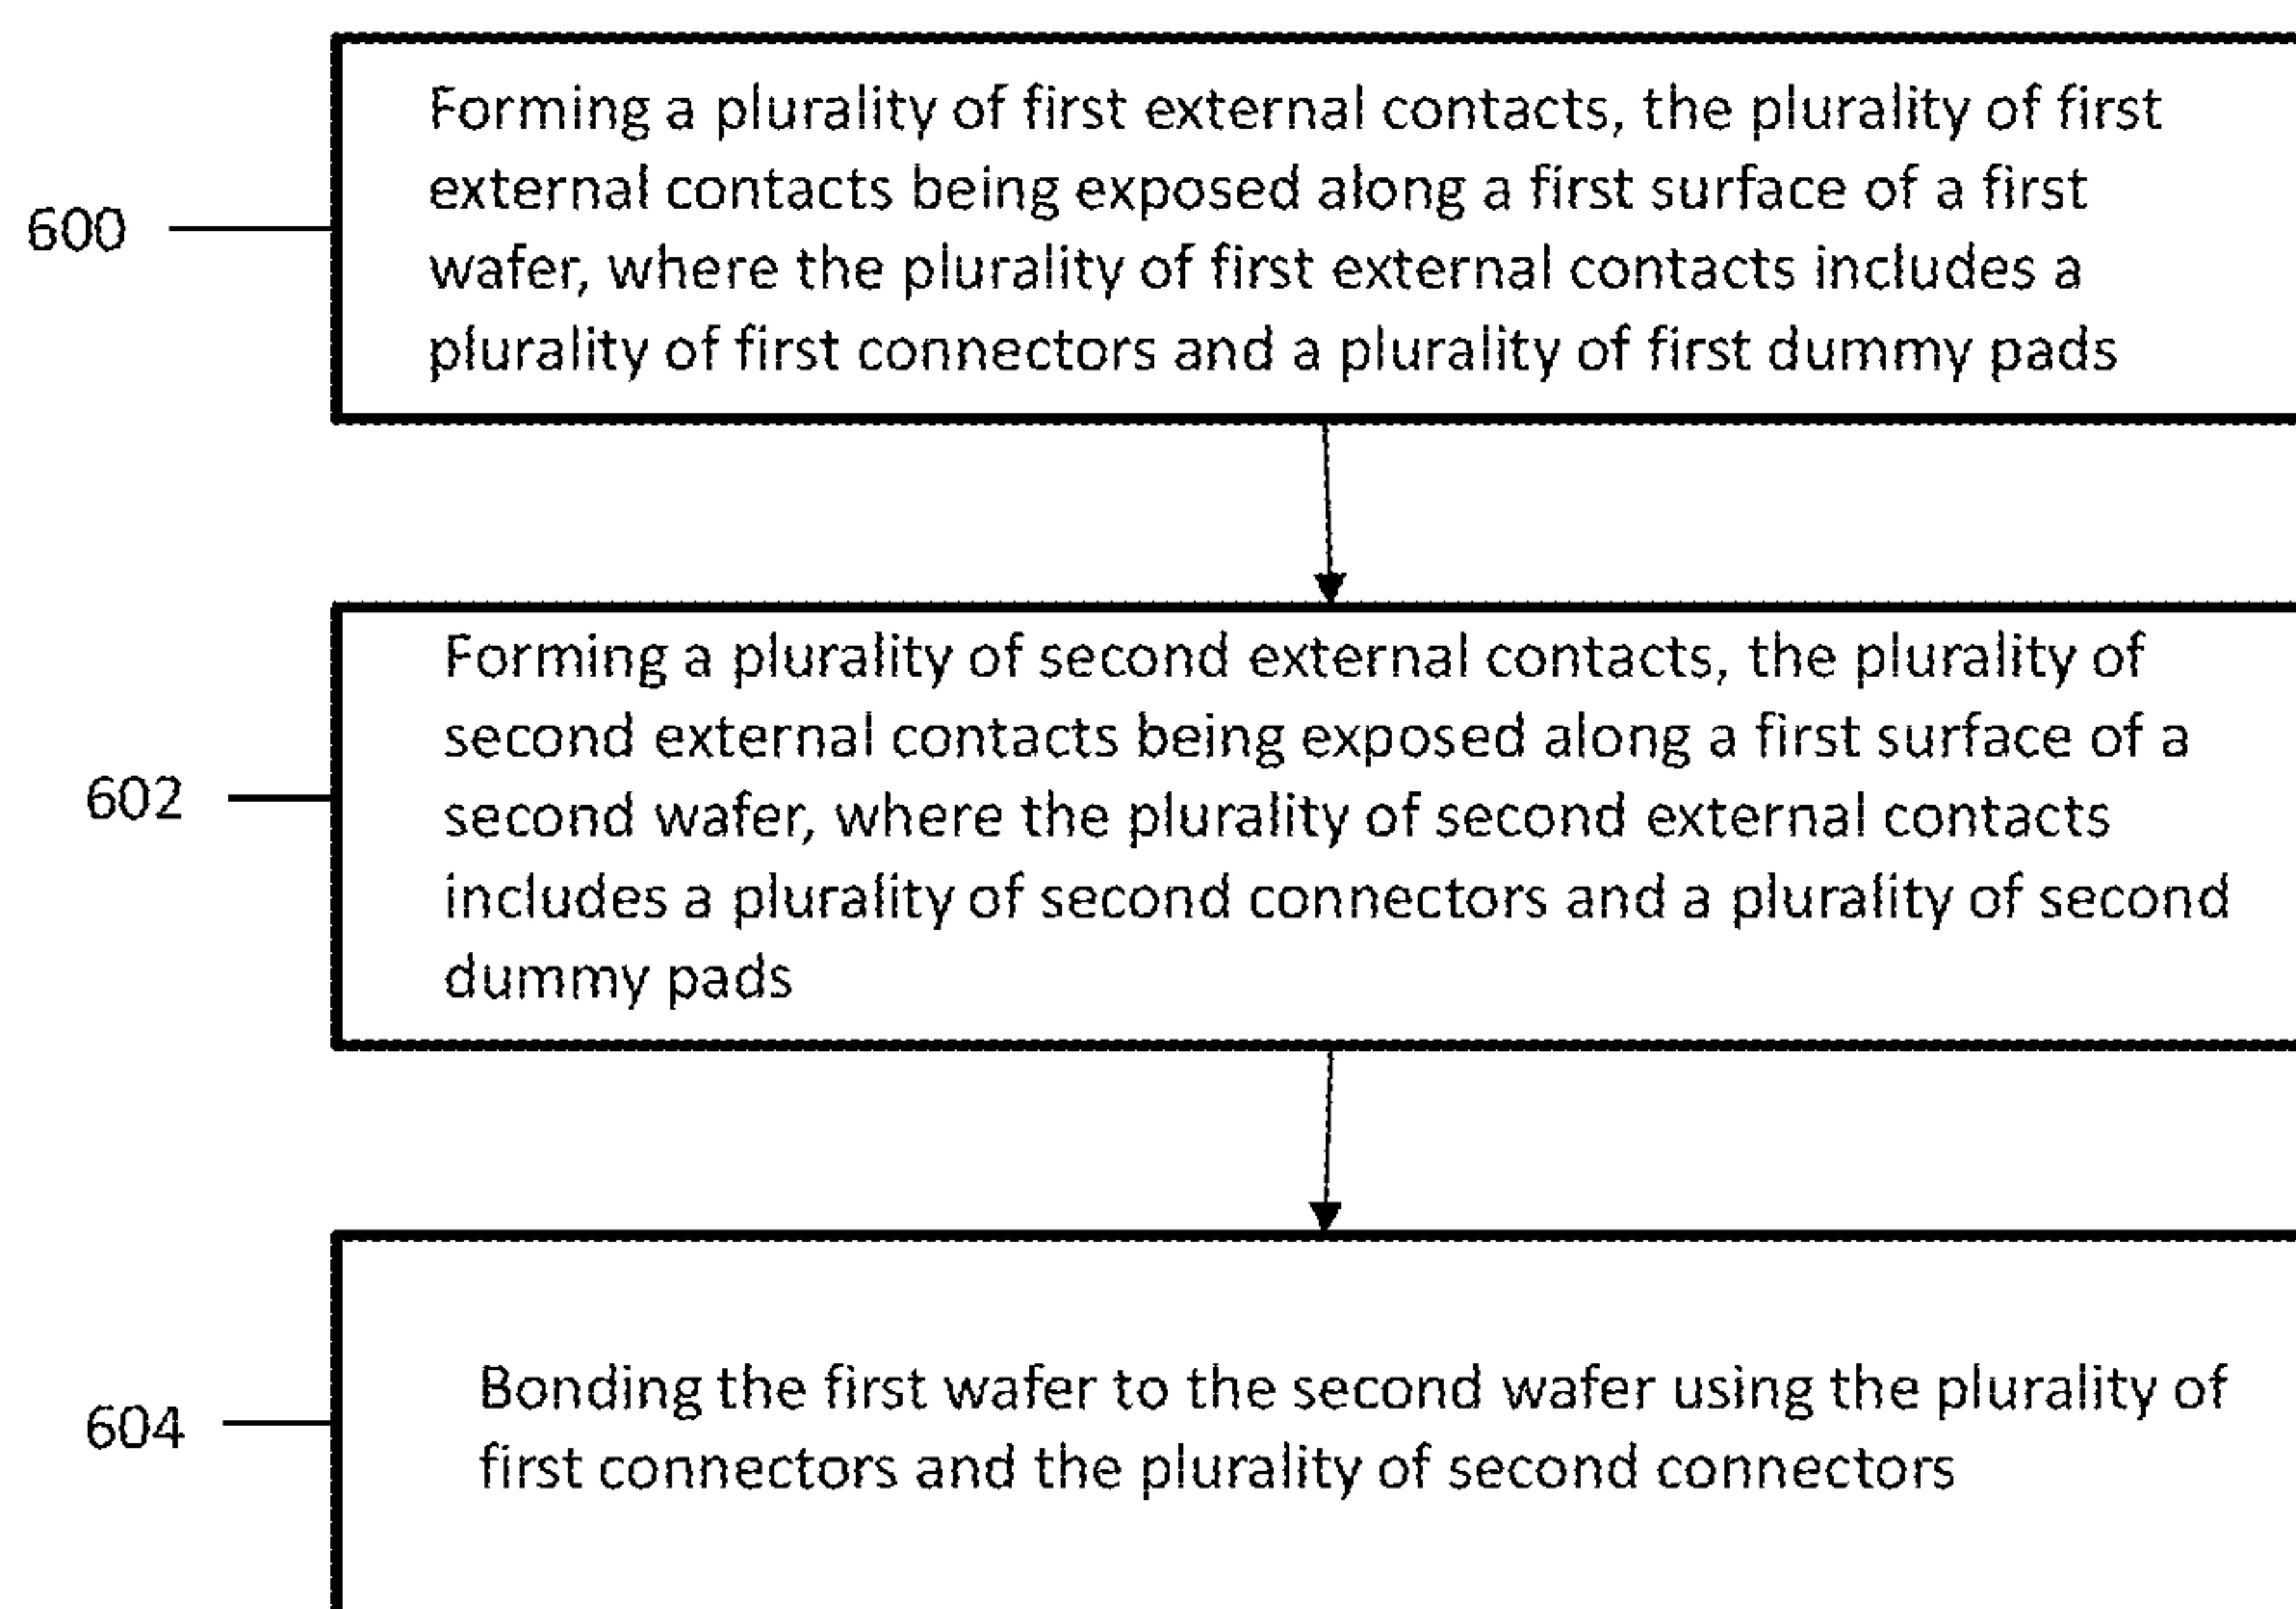 600
Forming a plurality of first external contacts, the plurality of first
external contacts being exposed along a first surface of a first
wafer, where the plurality of first external contacts includes a
plurality of first connectors and a plurality of first dummy pads
602
Forming a plurality of second external contacts, the plurality of
second external contacts being exposed along a first surface of a
second wafer, where the plurality of second external contacts
includes a plurality of second connectors and a plurality of second
dummy pads
604
Bonding the first wafer to the second wafer using the plurality of
first connectors and the plurality of second connectors